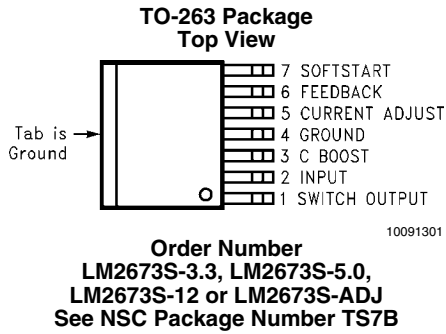 TO-263 Package
Top View
7 SOFTSTART
6 FEEDBACK
5 CURRENT ADJUST
Tab is
Ground
4 GROUND
3 C BOOST
2 INPUT
1 SWITCH OUTPUT
10091301
Order Number
LM2673S-3.3, LM2673S-5.0,
LM2673S-12 or LM2673S-ADJ
See NSC Package Number TS7B